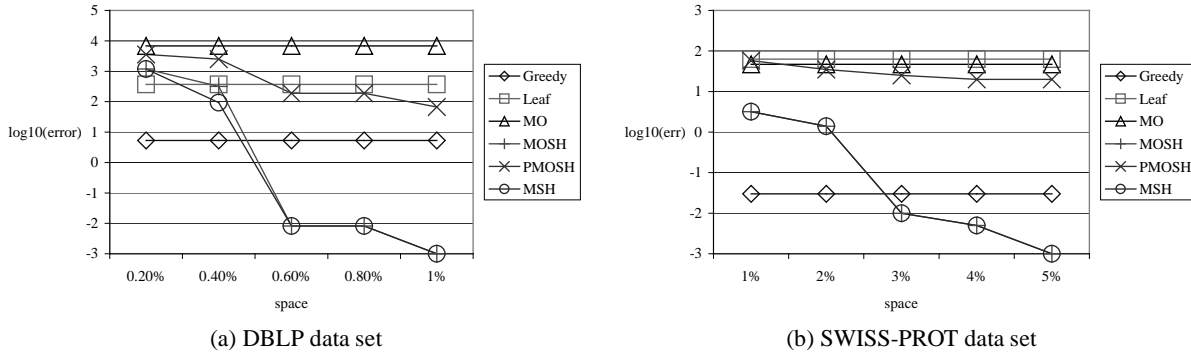 5
4
3
2
1
0
-1
-2
-3
log10(error)
0.20% 0.40% 0.60% 0.80% 1%
space
Greedy
Leaf
MO
MOSH
PMOSH
MSH
(a) DBLP data set
3
2
1
0
-1
-2
-3
log10(err)
1% 2% 3% 4% 5%
space
Greedy
Leaf
MO
MOSH
PMOSH
MSH
(b) SWISS-PROT data set